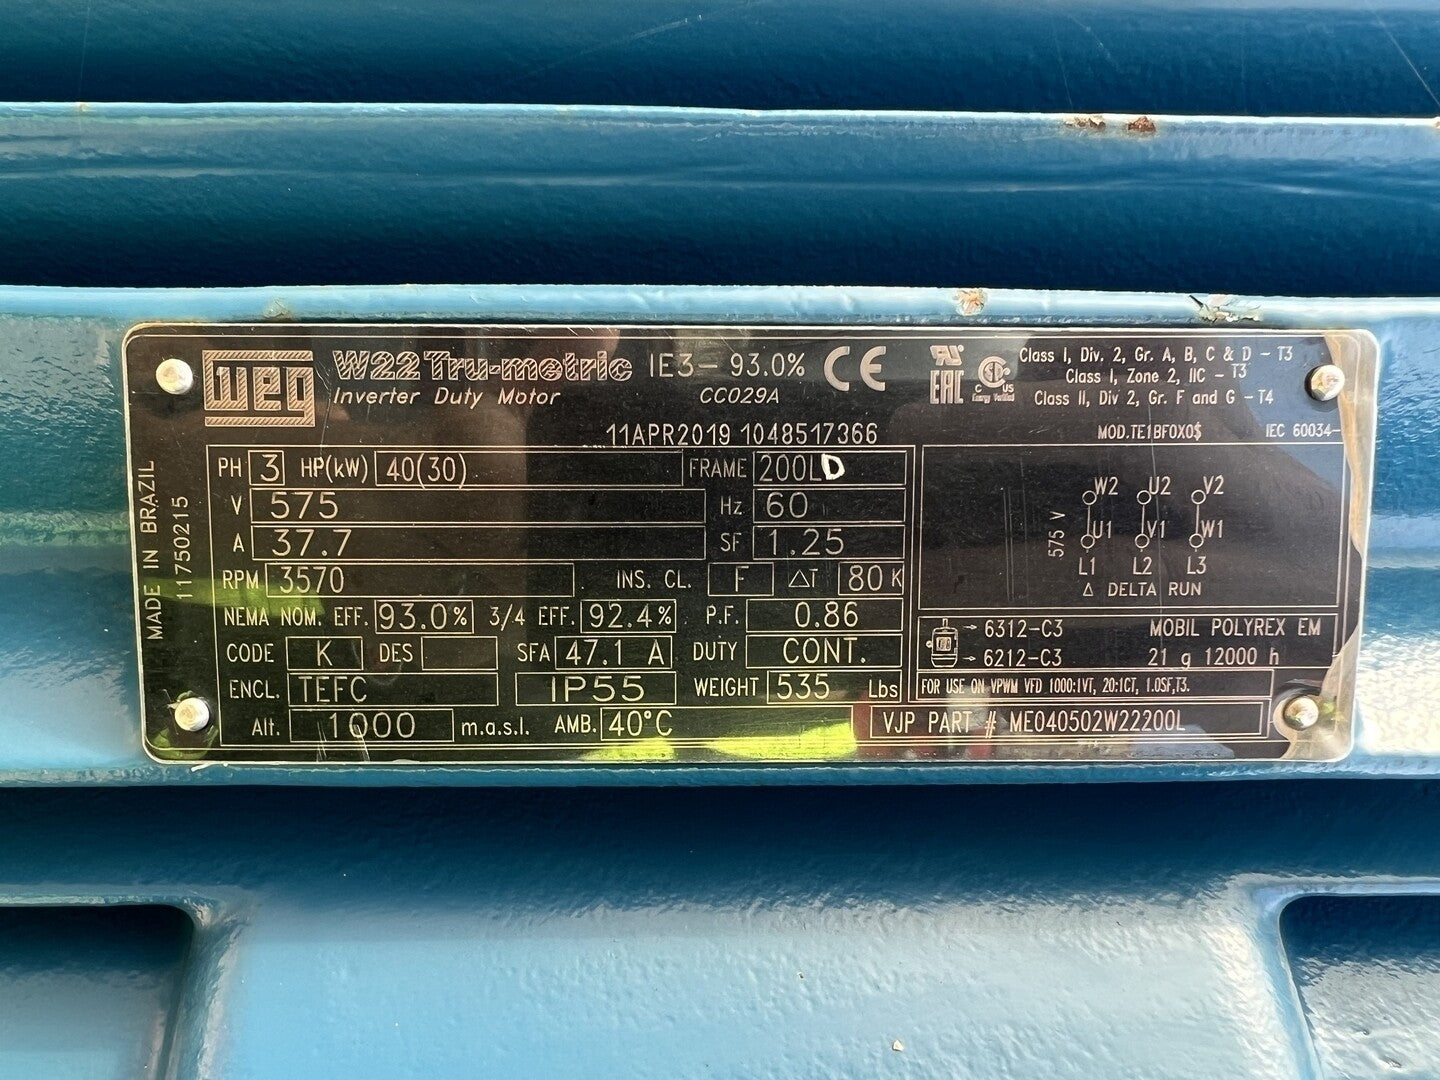 WEG W22 Tru-metric IE3- 93.0% CE
Inverter Duty Motor CC029A
11APR2019 1048517366
MADE IN BRAZIL
11750215
PH 3 HP(kW) 40(30) FRAME 200LD
V 575 Hz 60
A 37.7 SF 1.25
RPM 3570 INS. CL. F ΔT 80 K
NEMA NOM. EFF. 93.0% 3/4 EFF. 92.4% P.F. 0.86
CODE K DES SFA 47.1 A DUTY CONT.
ENCL. TEFC IP55 WEIGHT 535 Lbs
Alt. 1000 m.a.s.l. AMB. 40°C
EAC C US
Energy Verified
Class I, Div. 2, Gr. A, B, C & D - T3
Class I, Zone 2, IIC - T3
Class II, Div 2, Gr. F and G - T4
MOD.TE1BF0X0$ IEC 60034-
W2 U2 V2
575 V
U1 V1 W1
L1 L2 L3
Δ DELTA RUN
→ 6312-C3 MOBIL POLYREX EM
→ 6212-C3 21 g 12000 h
FOR USE ON VPWM VFD 1000:1VT, 20:1CT, 1.0SF,T3.
VJP PART # ME040502W22200L